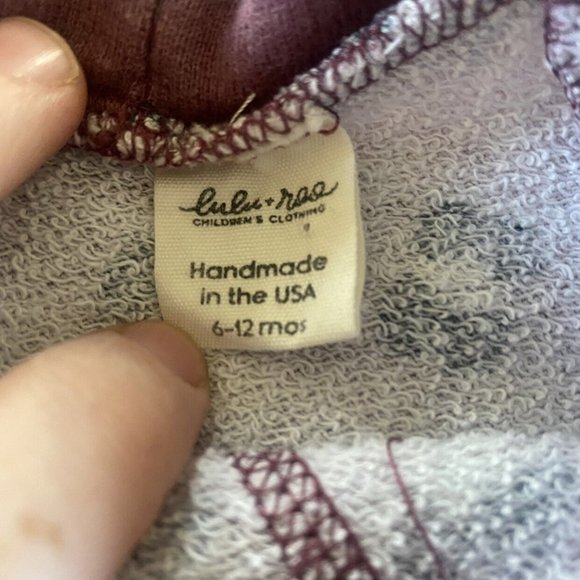 lulu + roo
CHILDREN'S CLOTHING
Handmade
in the USA
6-12 mos